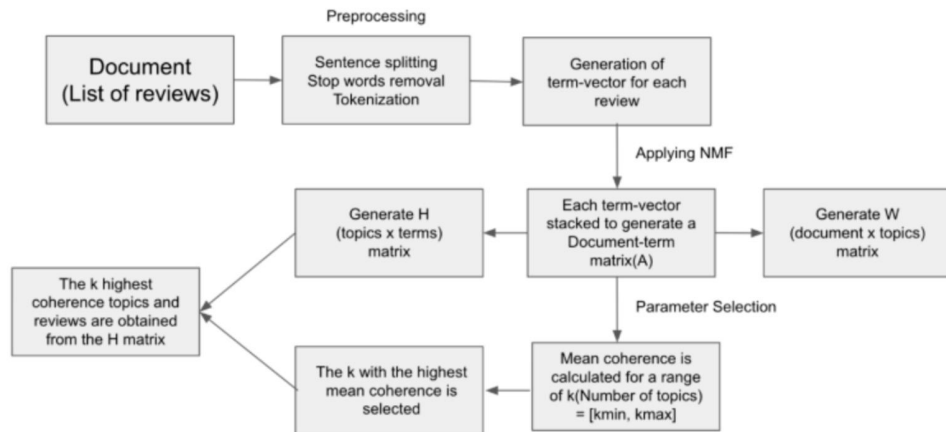 Preprocessing
Document
(List of reviews)
Sentence splitting
Stop words removal
Tokenization
Generation of
term-vector for each
review
Applying NMF
Generate H
(topics x terms)
matrix
Each term-vector
stacked to generate a
Document-term
matrix(A)
Generate W
(document x topics)
matrix
The k highest
coherence topics and
reviews are obtained
from the H matrix
Parameter Selection
The k with the highest
mean coherence is
selected
Mean coherence is
calculated for a range
of k(Number of topics)
= [kmin, kmax]